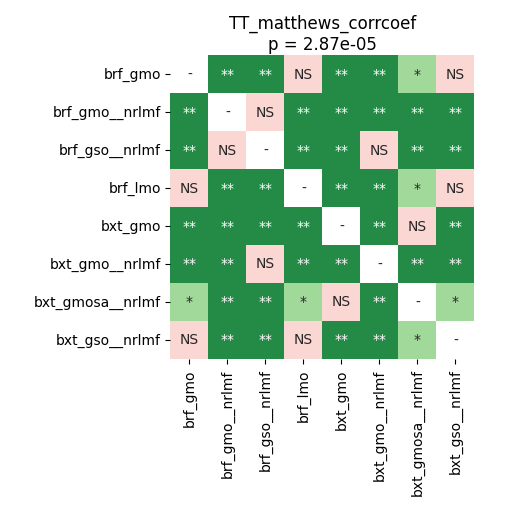 TT_matthews_corrcoef
p = 2.87e-05
brf_gmo - ** ** NS ** ** * NS
brf_gmo__nrlmf ** - NS ** ** ** ** **
brf_gso__nrlmf ** NS - ** ** NS ** **
brf_lmo NS ** ** - ** ** * NS
bxt_gmo ** ** ** ** - ** NS **
bxt_gmo__nrlmf ** ** NS ** ** - ** **
bxt_gmosa__nrlmf * ** ** * NS ** - *
bxt_gso__nrlmf NS ** ** NS ** ** * -
brf_gmo
brf_gmo__nrlmf
brf_gso__nrlmf
brf_lmo
bxt_gmo
bxt_gmo__nrlmf
bxt_gmosa__nrlmf
bxt_gso__nrlmf